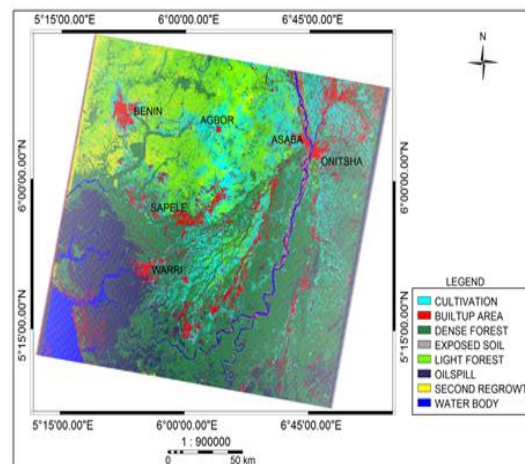 5°15'00.00"E 6°00'00.00"E 6°45'00.00"E
N
BENIN
AGBOR
ASABA
ONITSHA
6°00'00.00"N 6°00'00.00"N
SAPELE
WARRI
5°15'00.00"N 5°15'00.00"N
LEGEND
CULTIVATION
BUILTUP AREA
DENSE FOREST
EXPOSED SOIL
LIGHT FOREST
OILSPILL
SECOND REGROWT
WATER BODY
5°15'00.00"E 6°00'00.00"E 6°45'00.00"E
1 : 900000
0 50 km